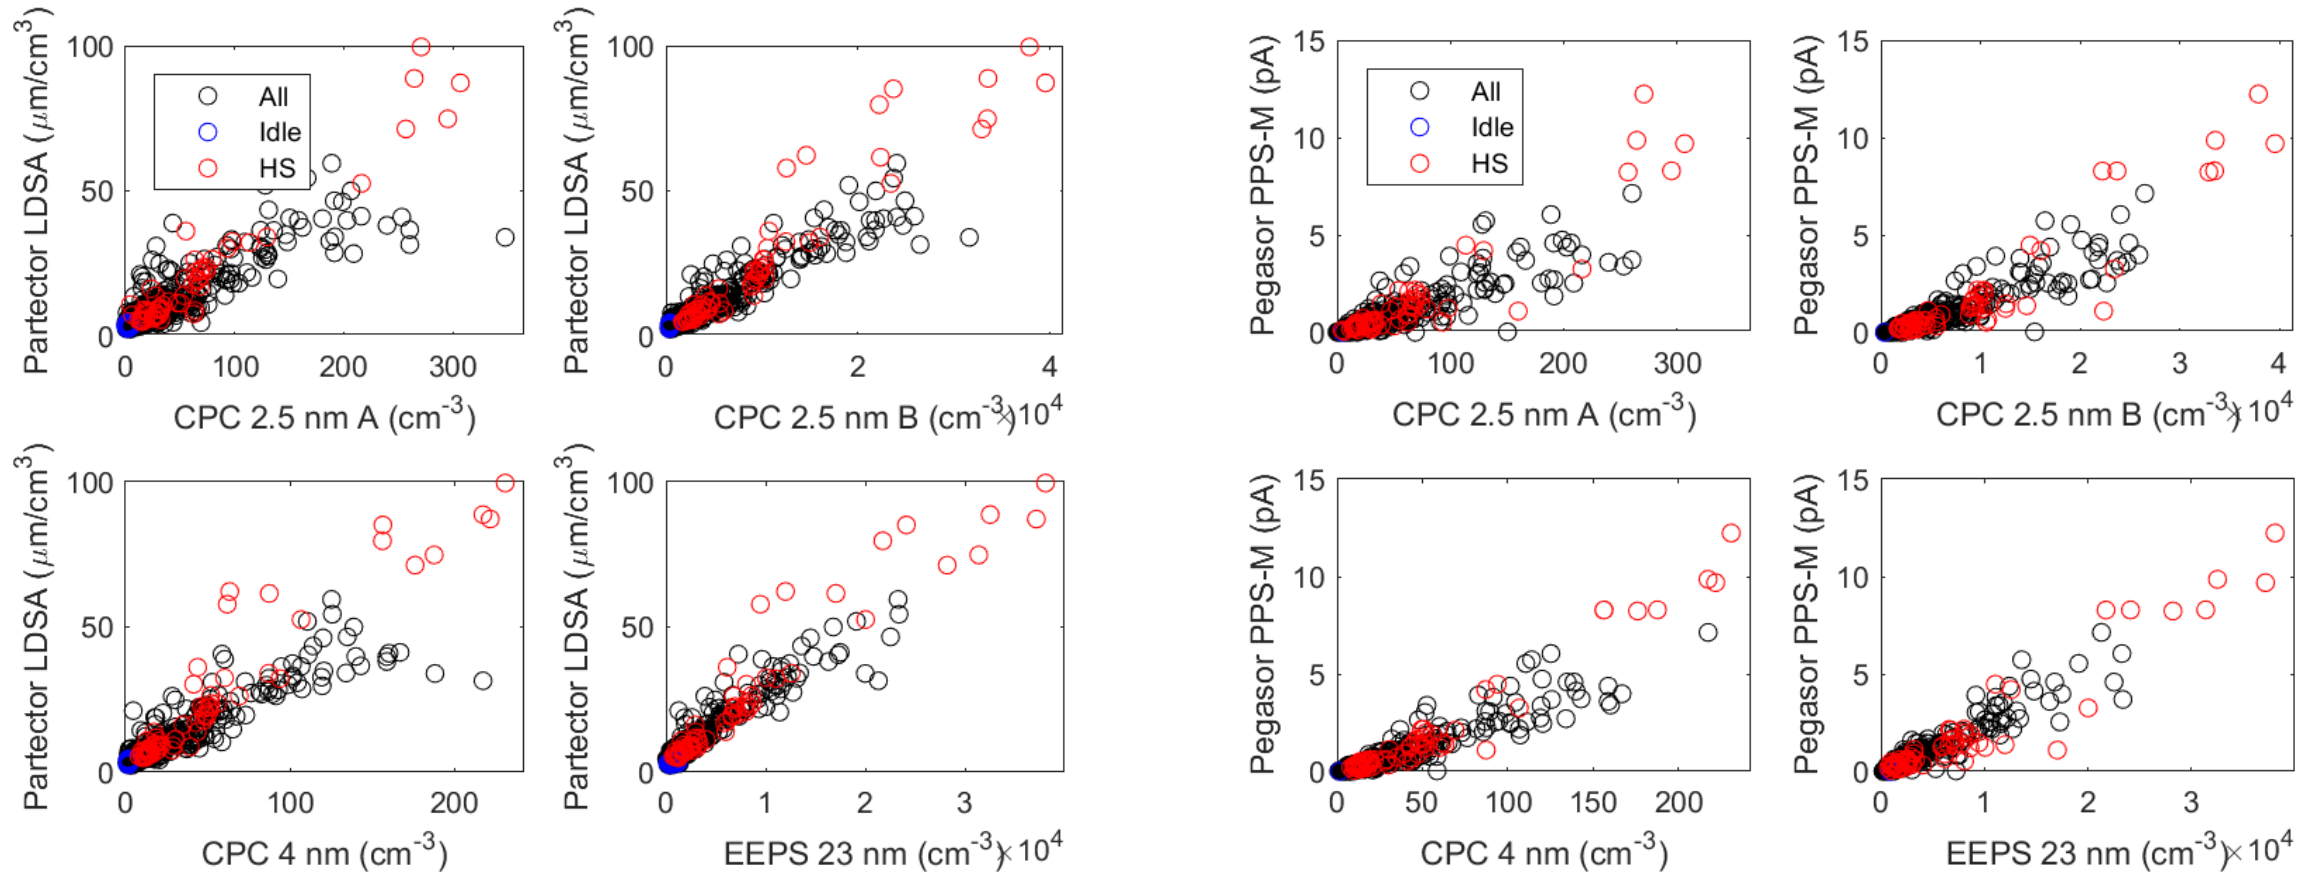 Partector LDSA (μm/cm³)
100
50
0
All
Idle
HS
0 100 200 300
CPC 2.5 nm A (cm⁻³)
Partector LDSA (μm/cm³)
100
50
0
0 2 4
CPC 2.5 nm B (cm⁻³) ×10⁴
Pegasor PPS-M (pA)
15
10
5
0
All
Idle
HS
0 100 200 300
CPC 2.5 nm A (cm⁻³)
Pegasor PPS-M (pA)
15
10
5
0
0 1 2 3 4
CPC 2.5 nm B (cm⁻³) ×10⁴
Partector LDSA (μm/cm³)
100
50
0
0 100 200
CPC 4 nm (cm⁻³)
Partector LDSA (μm/cm³)
100
50
0
0 1 2 3
EEPS 23 nm (cm⁻³) ×10⁴
Pegasor PPS-M (pA)
15
10
5
0
0 50 100 150 200
CPC 4 nm (cm⁻³)
Pegasor PPS-M (pA)
15
10
5
0
0 1 2 3
EEPS 23 nm (cm⁻³) ×10⁴